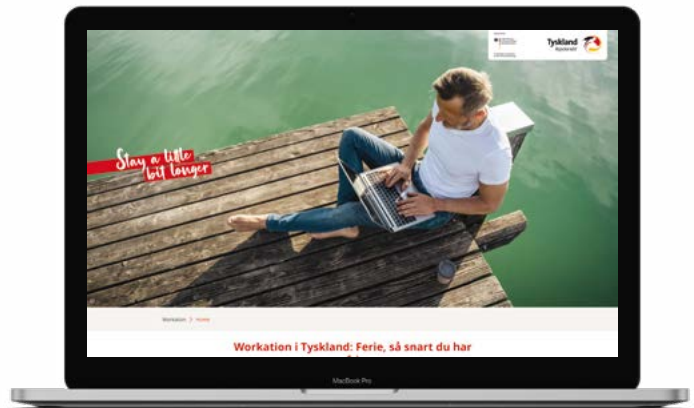 Tyskland
Stay a little
bit longer
Workation > Home
Workation i Tyskland: Ferie, så snart du har
MacBook Pro